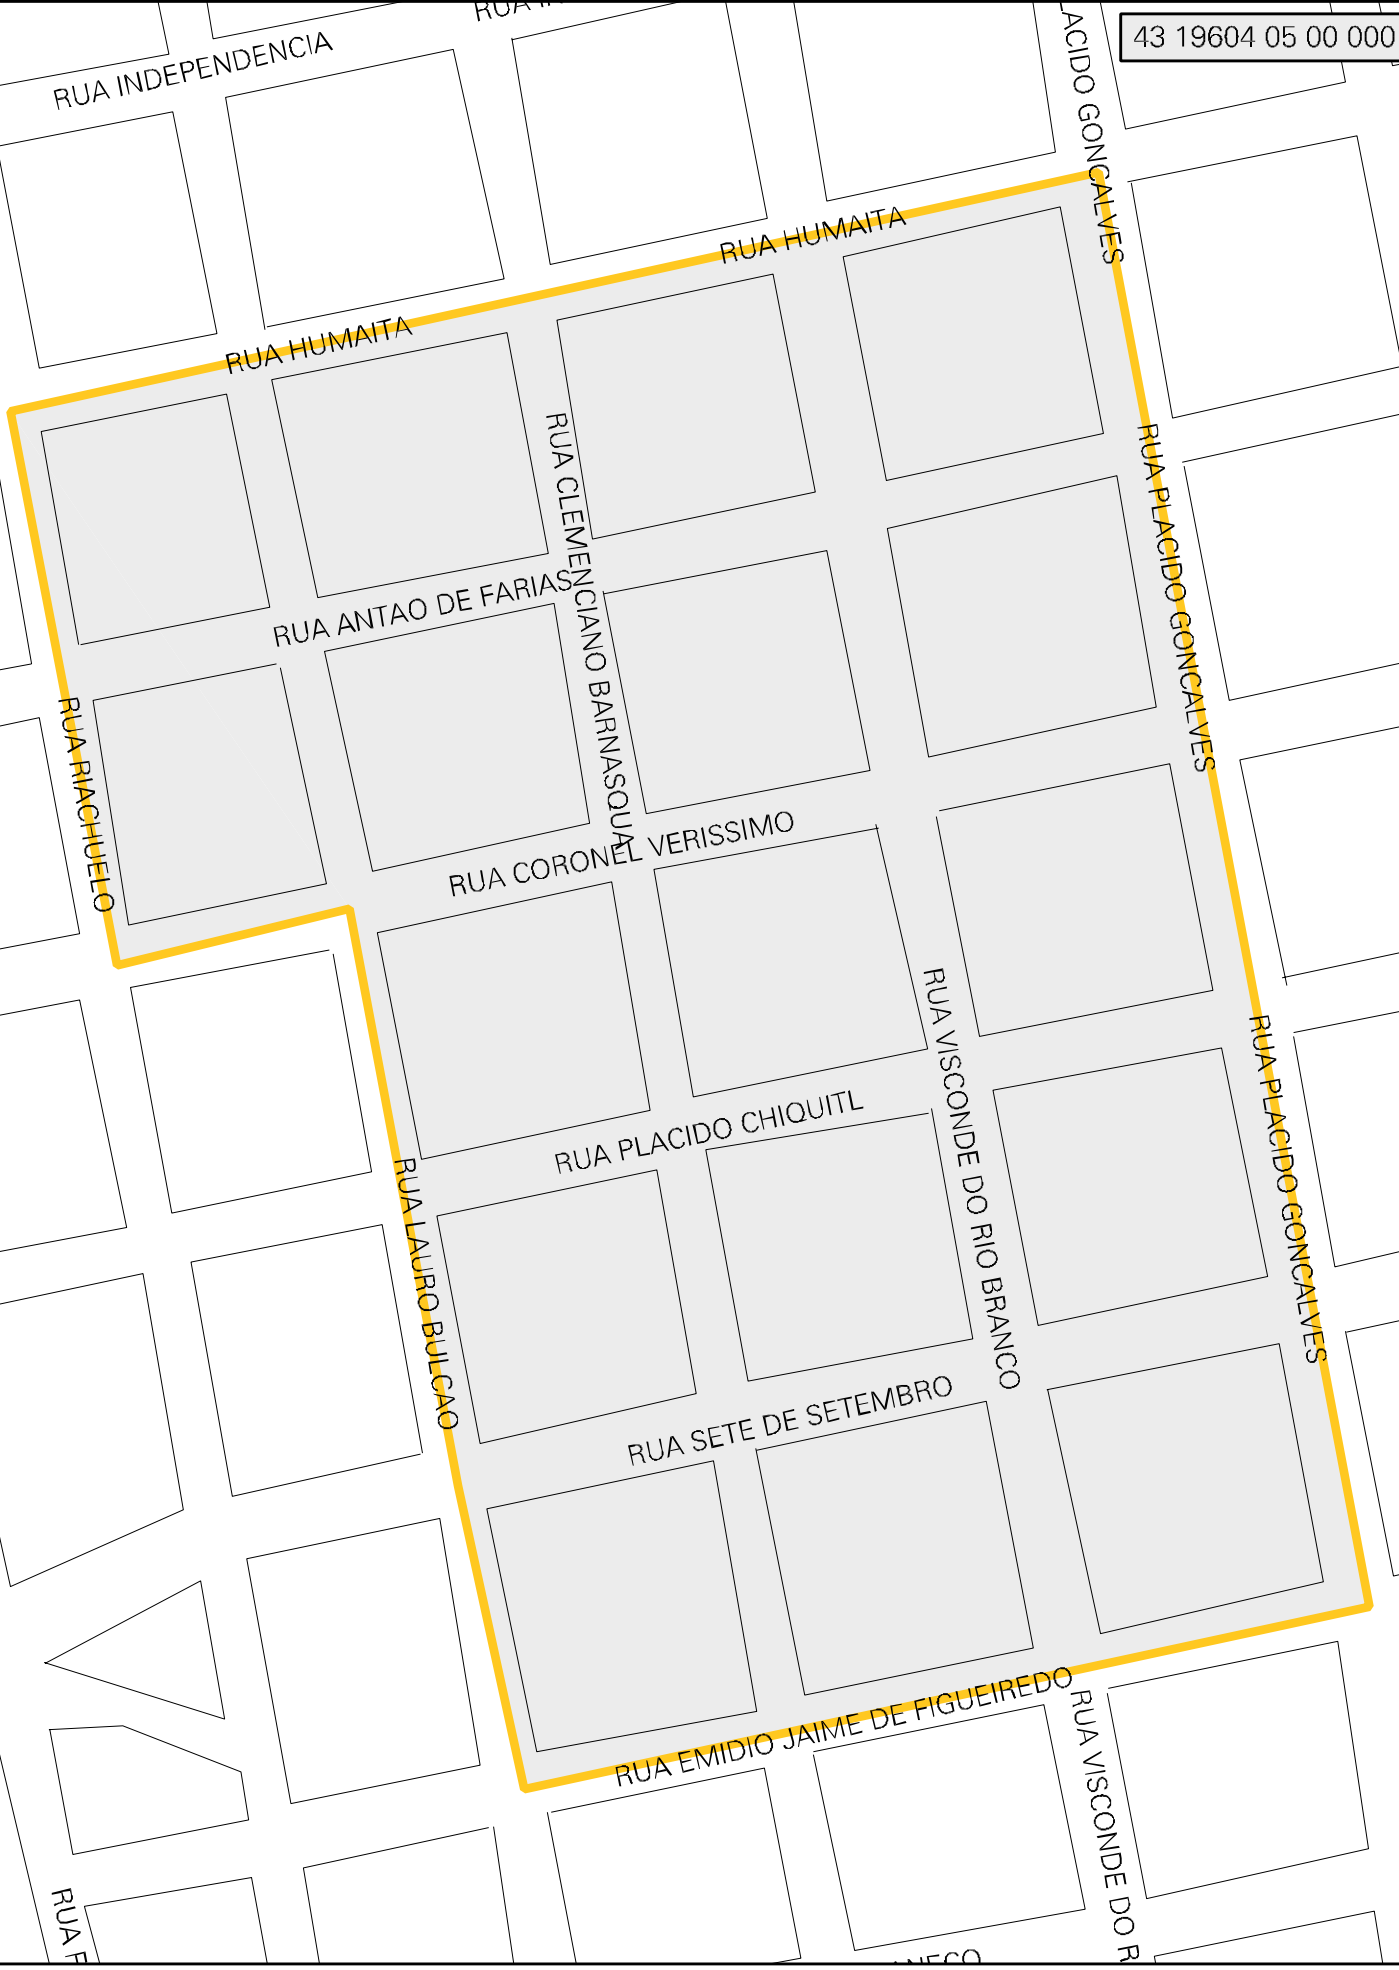 43 19604 05 00 000
RUA INDEPENDENCIA
ACIDO GONCALVES
RUA HUMAITA
RUA HUMAITA
RUA CLEMENCIANO BARNASQUA
RUA PLACIDO GONCALVES
RUA ANTAO DE FARIAS
RUA RIACHUELO
RUA CORONEL VERISSIMO
RUA VISCONDE DO RIO BRANCO
RUA PLACIDO GONCALVES
RUA PLACIDO CHIQUITL
RUA LAURO BULCAO
RUA SETE DE SETEMBRO
RUA EMIDIO JAIME DE FIGUEIREDO
RUA VISCONDE DO R
RUA